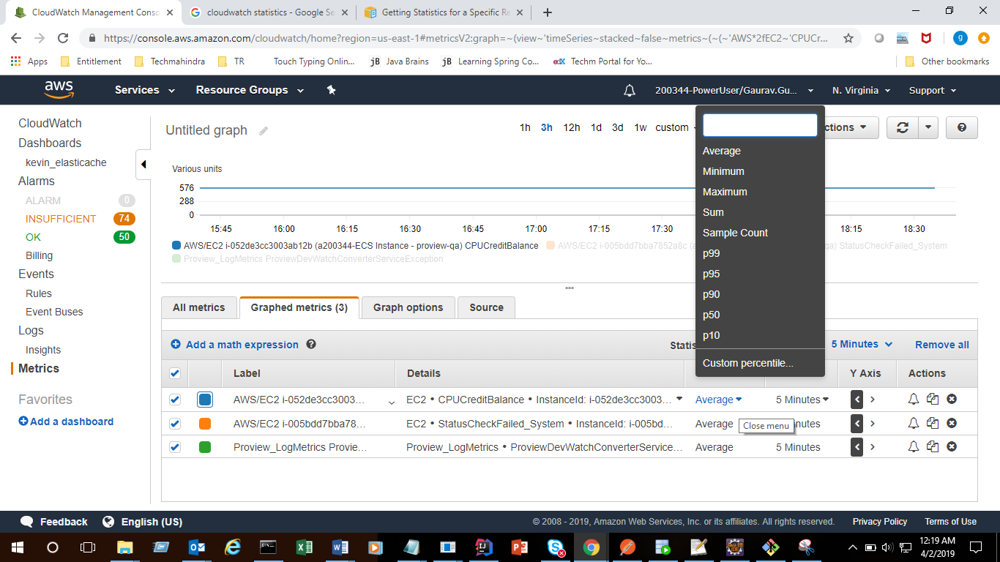 CloudWatch Management Conso
cloudwatch statistics - Google Se
Getting Statistics for a Specific Re
https://console.aws.amazon.com/cloudwatch/home?region=us-east-1#metricsV2:graph=~(view~'timeSeries~stacked~false~metrics~(~(~'AWS*2fEC2~'CPUCr...
g
Apps
Entitlement
Techmahindra
TR
Touch Typing Onlin...
jB Java Brains
jB Learning Spring Co...
edX Techm Portal for Yo...
Other bookmarks
aws
Services
Resource Groups
200344-PowerUser/Gaurav.Gu...
N. Virginia
Support
CloudWatch
Dashboards
kevin_elasticache
Alarms
ALARM 0
INSUFFICIENT 74
OK 50
Billing
Events
Rules
Event Buses
Logs
Insights
Metrics
Favorites
Add a dashboard
Untitled graph
1h 3h 12h 1d 3d 1w custom
ctions
Various units
576
288
0
15:45 16:00 16:15 16:30 16:45 17:00 17:15 17:30 18:15 18:30
AWS/EC2 i-052de3cc3003ab12b (a200344-ECS Instance - proview-qa) CPUCreditBalance
AWS/EC2 i-005bdd7bba7852a8c (a qa) StatusCheckFailed_System
Proview_LogMetrics ProviewDevWatchConverterServiceException
Average
Minimum
Maximum
Sum
Sample Count
p99
p95
p90
p50
p10
Custom percentile...
All metrics
Graphed metrics (3)
Graph options
Source
Add a math expression
Statis
5 Minutes
Remove all
Label Details Y Axis Actions
AWS/EC2 i-052de3cc3003... EC2 • CPUCreditBalance • InstanceId: i-052de3cc3003... Average 5 Minutes
AWS/EC2 i-005bdd7bba78... EC2 • StatusCheckFailed_System • InstanceId: i-005bd... Average nutes
Close menu
Proview_LogMetrics Provie... Proview_LogMetrics • ProviewDevWatchConverterService... Average 5 Minutes
Feedback
English (US)
© 2008 - 2019, Amazon Web Services, Inc. or its affiliates. All rights reserved.
Privacy Policy
Terms of Use
12:19 AM
4/2/2019